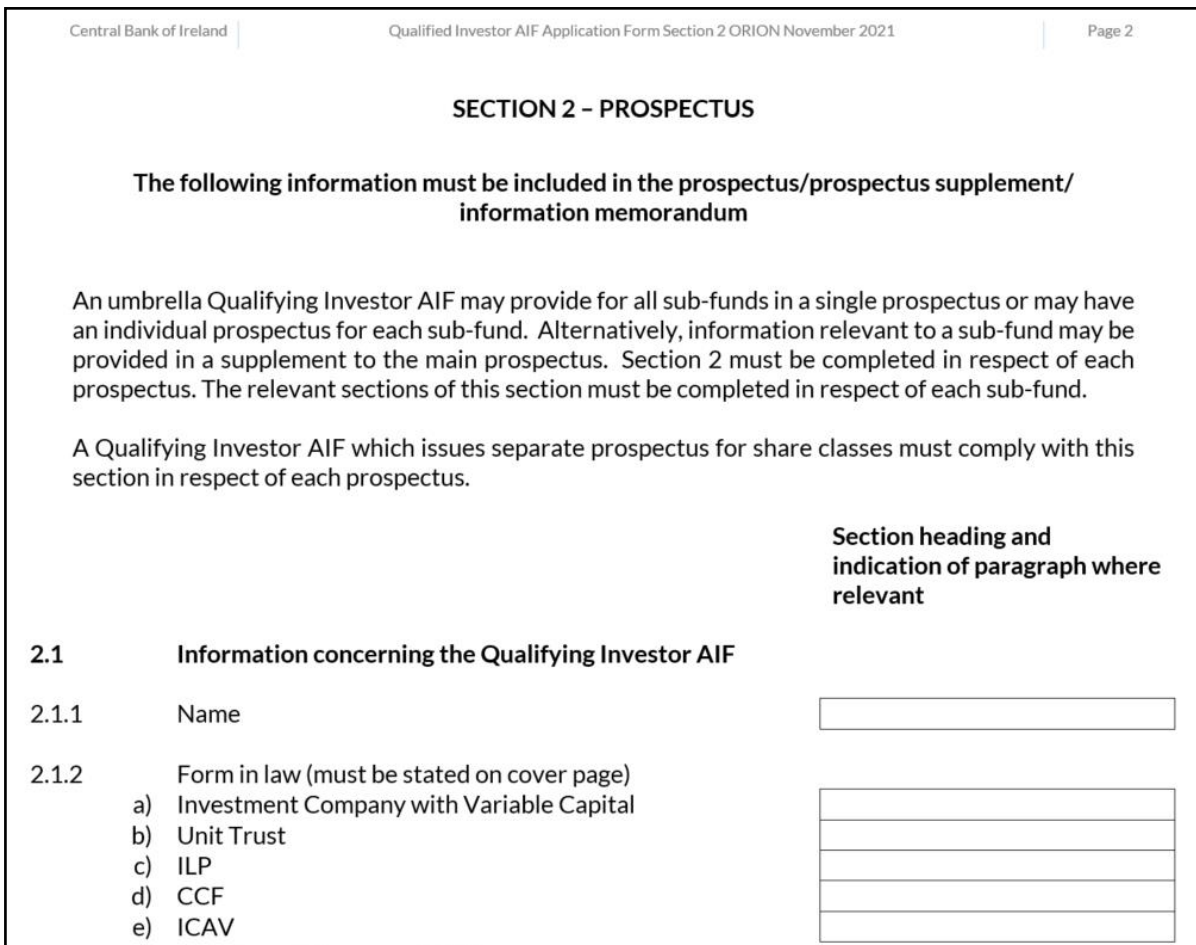 Central Bank of Ireland Qualified Investor AIF Application Form Section 2 ORION November 2021 Page 2
SECTION 2 – PROSPECTUS
The following information must be included in the prospectus/prospectus supplement/
information memorandum
An umbrella Qualifying Investor AIF may provide for all sub-funds in a single prospectus or may have
an individual prospectus for each sub-fund. Alternatively, information relevant to a sub-fund may be
provided in a supplement to the main prospectus. Section 2 must be completed in respect of each
prospectus. The relevant sections of this section must be completed in respect of each sub-fund.
A Qualifying Investor AIF which issues separate prospectus for share classes must comply with this
section in respect of each prospectus.
Section heading and
indication of paragraph where
relevant
2.1 Information concerning the Qualifying Investor AIF
2.1.1 Name
2.1.2 Form in law (must be stated on cover page)
a) Investment Company with Variable Capital
b) Unit Trust
c) ILP
d) CCF
e) ICAV